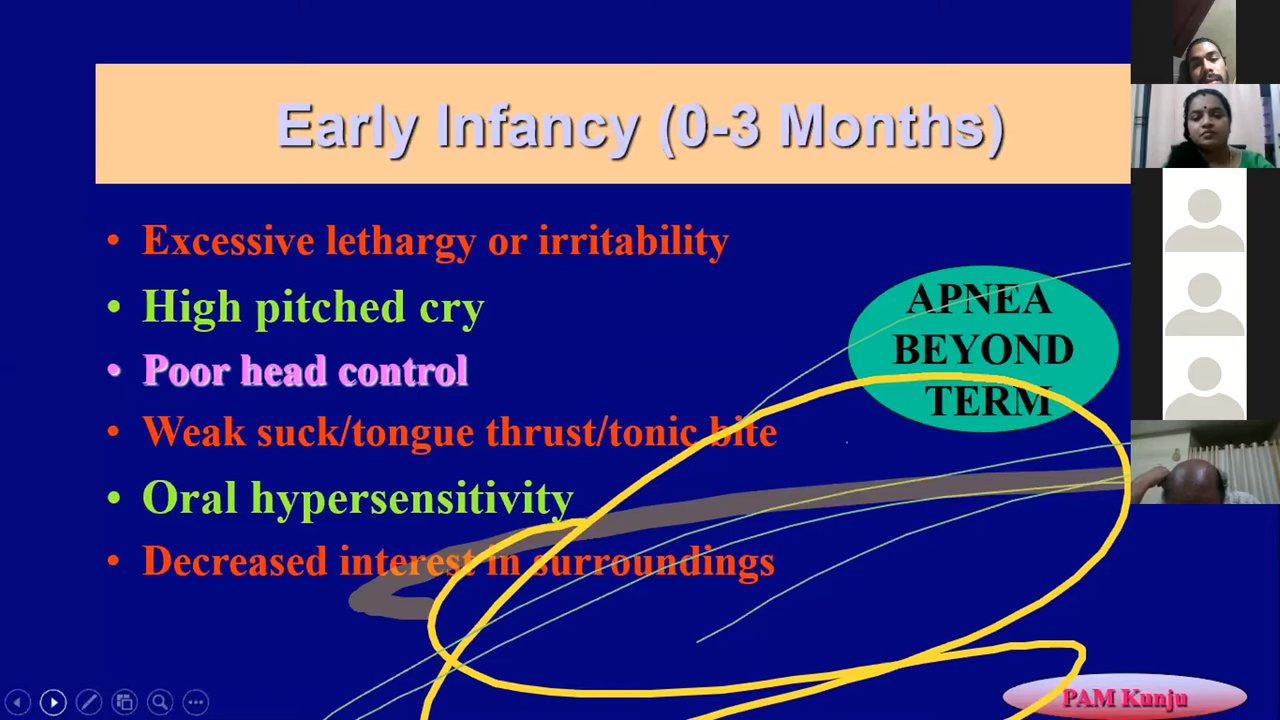 Early Infancy (0-3 Months)
• Excessive lethargy or irritability
• High pitched cry
• Poor head control
• Weak suck/tongue thrust/tonic bite
• Oral hypersensitivity
• Decreased interest in surroundings
APNEA
BEYOND
TERM
PAM Kunju